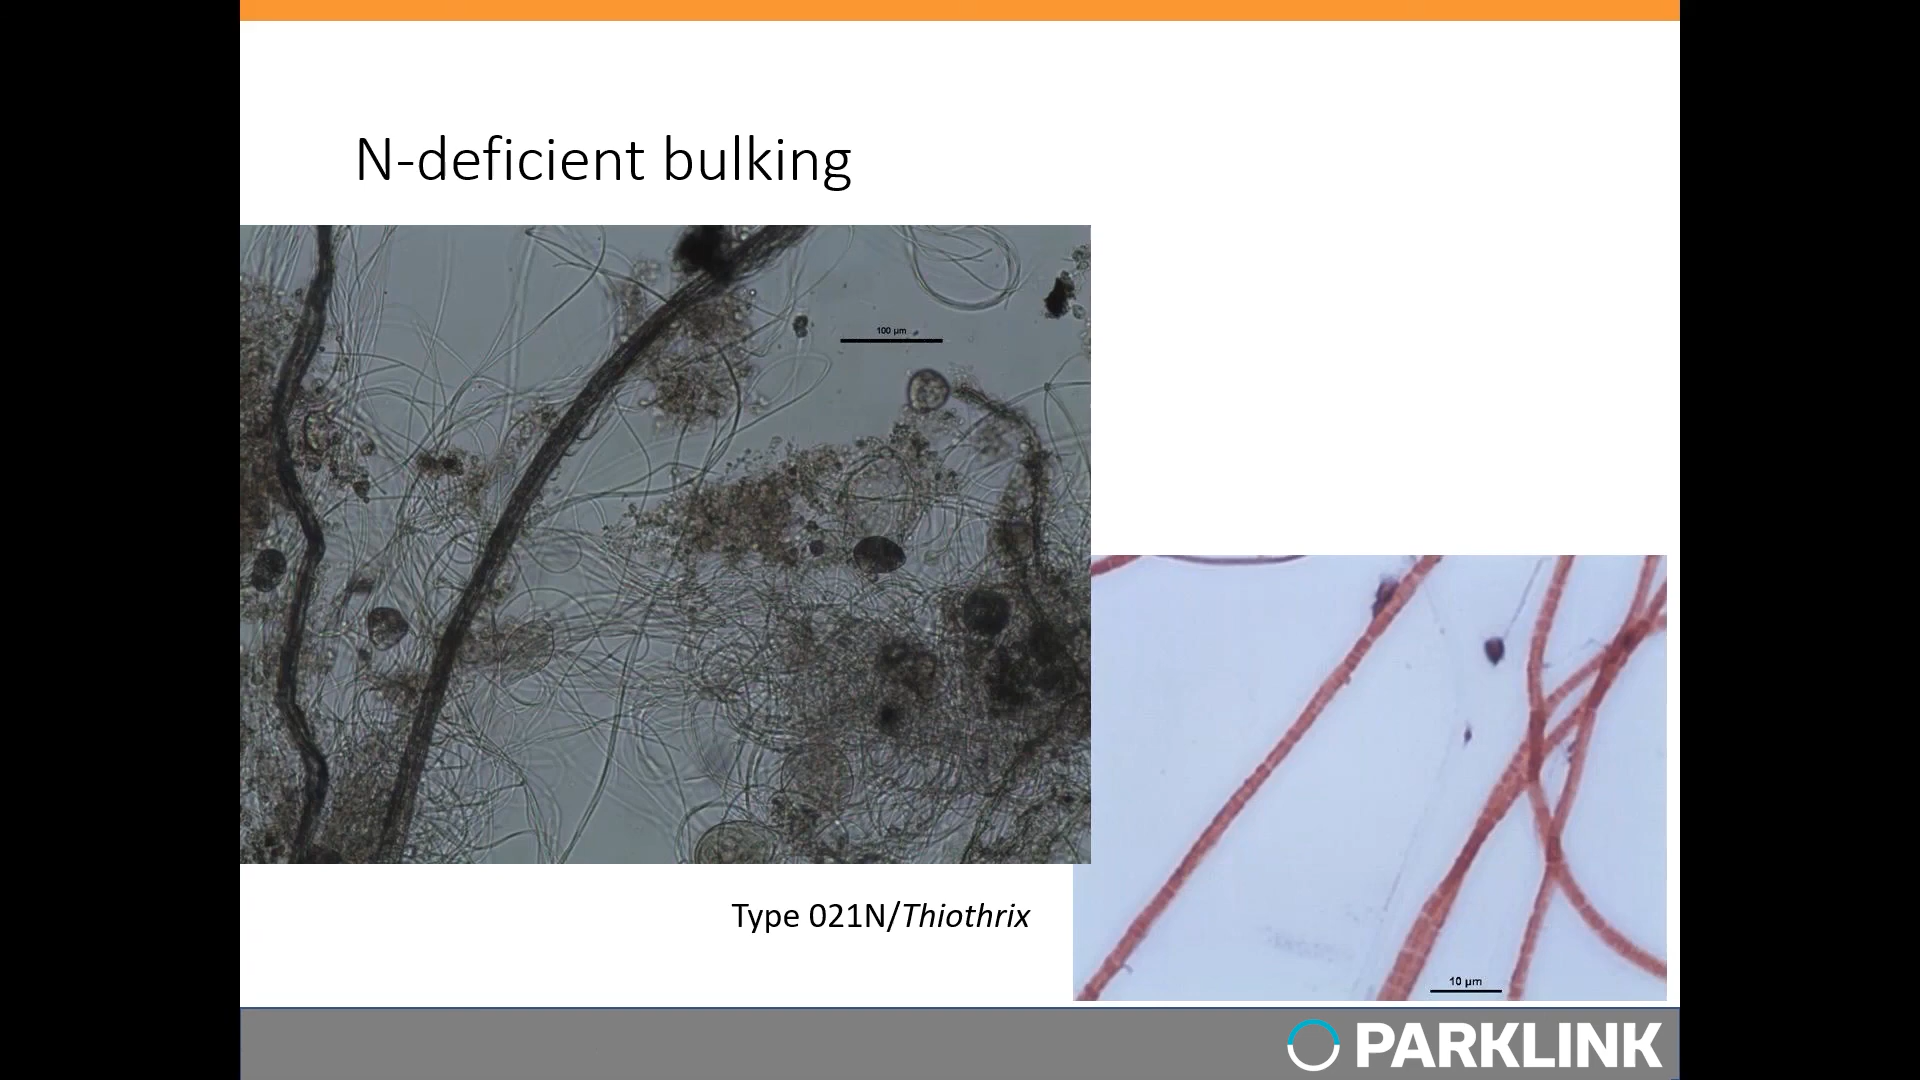 N-deficient bulking
100 µm
Type 021N/Thiothrix
10 µm
PARKLINK